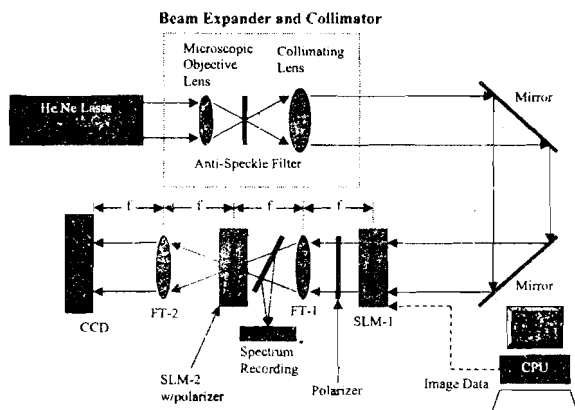 Beam Expander and Collimator
Microscopic
Objective
Lens
Collimating
Lens
He Ne Laser
Mirror
Anti-Speckle Filter
f
f
f
f
CCD
FT-2
FT-1
SLM-1
Mirror
SLM-2
w/polarizer
Spectrum
Recording
Polarizer
Image Data
CPU